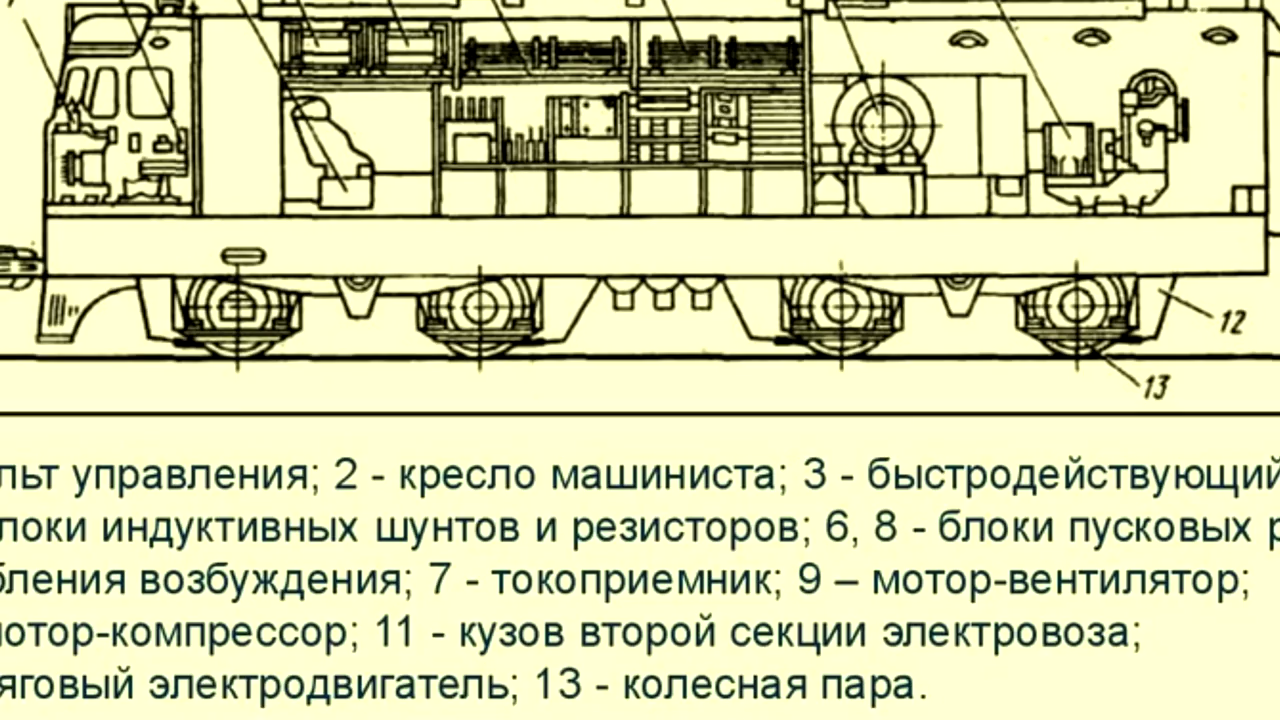 12
13
льт управления; 2 - кресло машиниста; 3 - быстродействующий
локи индуктивных шунтов и резисторов; 6, 8 - блоки пусковых р
бления возбуждения; 7 - токоприемник; 9 – мотор-вентилятор;
мотор-компрессор; 11 - кузов второй секции электровоза;
яговый электродвигатель; 13 - колесная пара.